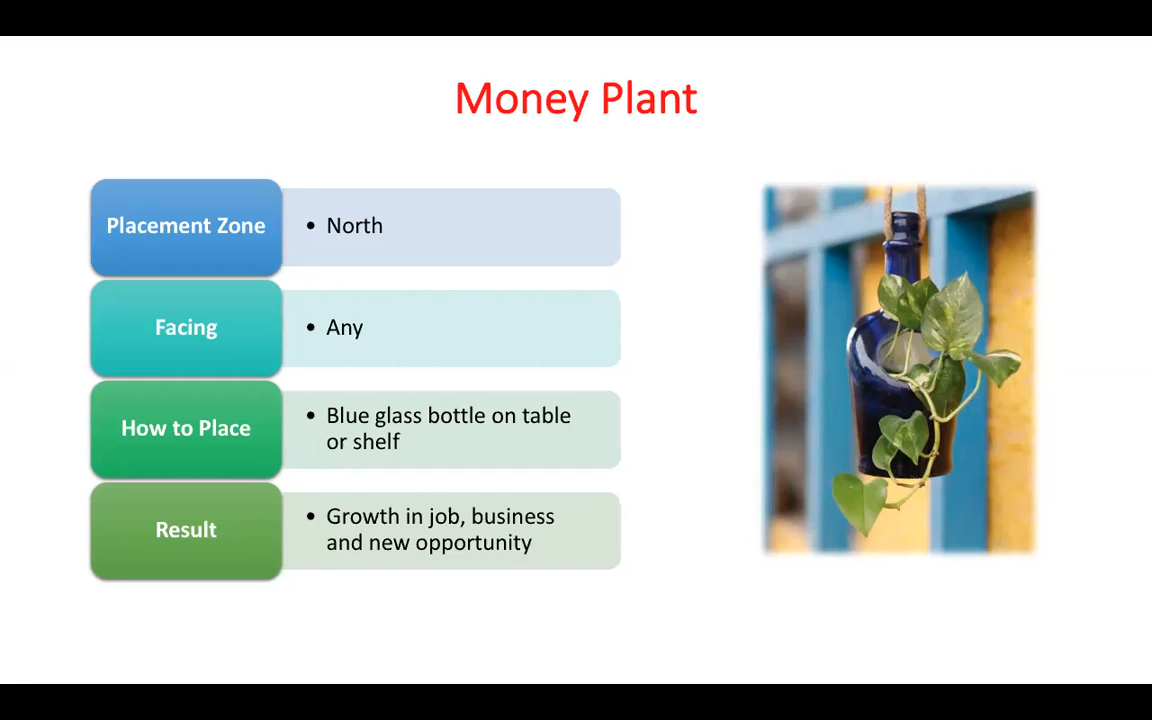 Money Plant
Placement Zone
• North
Facing
• Any
How to Place
• Blue glass bottle on table
or shelf
Result
• Growth in job, business
and new opportunity